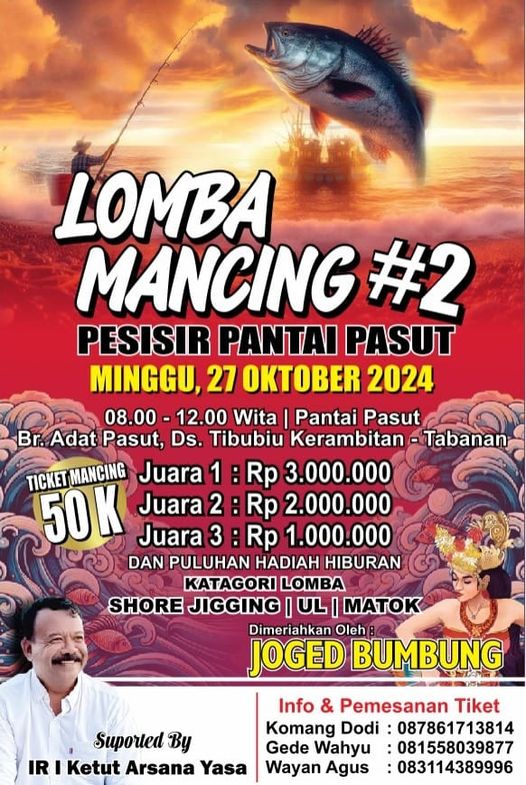 LOMBA
MANCING #2
PESISIR PANTAI PASUT
MINGGU, 27 OKTOBER 2024
08.00 - 12.00 Wita | Pantai Pasut
Br. Adat Pasut, Ds. Tibubiu Kerambitan - Tabanan
TICKET MANCING
50 K
Juara 1 : Rp 3.000.000
Juara 2 : Rp 2.000.000
Juara 3 : Rp 1.000.000
DAN PULUHAN HADIAH HIBURAN
KATAGORI LOMBA
SHORE JIGGING | UL | MATOK
Dimeriahkan Oleh :
JOGED BUMBUNG
Suported By
IR I Ketut Arsana Yasa
Info & Pemesanan Tiket
Komang Dodi : 087861713814
Gede Wahyu : 081558039877
Wayan Agus : 083114389996